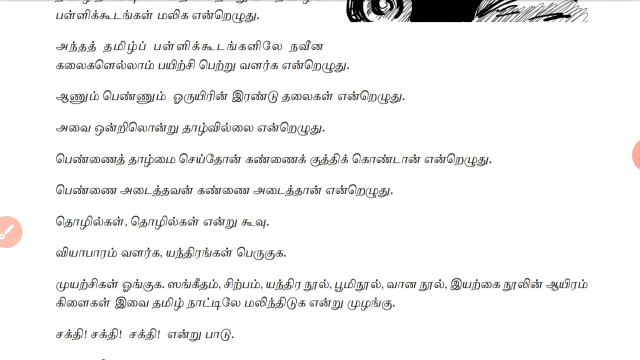 பள்ளிக்கூடங்கள் மலிக என்றெழுது.
அந்தத் தமிழ்ப் பள்ளிக்கூடங்களிலே நவீன
கலைகளெல்லாம் பயிற்சி பெற்று வளர்க என்றெழுது.
ஆணும் பெண்ணும் ஓருயிரின் இரண்டு தலைகள் என்றெழுது.
அவை ஒன்றிலொன்று தாழ்வில்லை என்றெழுது.
பெண்ணைத் தாழ்மை செய்தோன் கண்ணைக் குத்திக் கொண்டான் என்றெழுது.
பெண்ணை அடைத்தவன் கண்ணை அடைத்தான் என்றெழுது.
தொழில்கள், தொழில்கள் என்று கூவு.
வியாபாரம் வளர்க, யந்திரங்கள் பெருகுக.
முயற்சிகள் ஓங்குக. ஸங்கீதம், சிற்பம், யந்திர நூல், பூமிநூல், வான நூல், இயற்கை நூலின் ஆயிரம்
கிளைகள் இவை தமிழ் நாட்டிலே மலிந்திடுக என்று முழங்கு.
சக்தி! சக்தி! சக்தி! என்று பாடு.